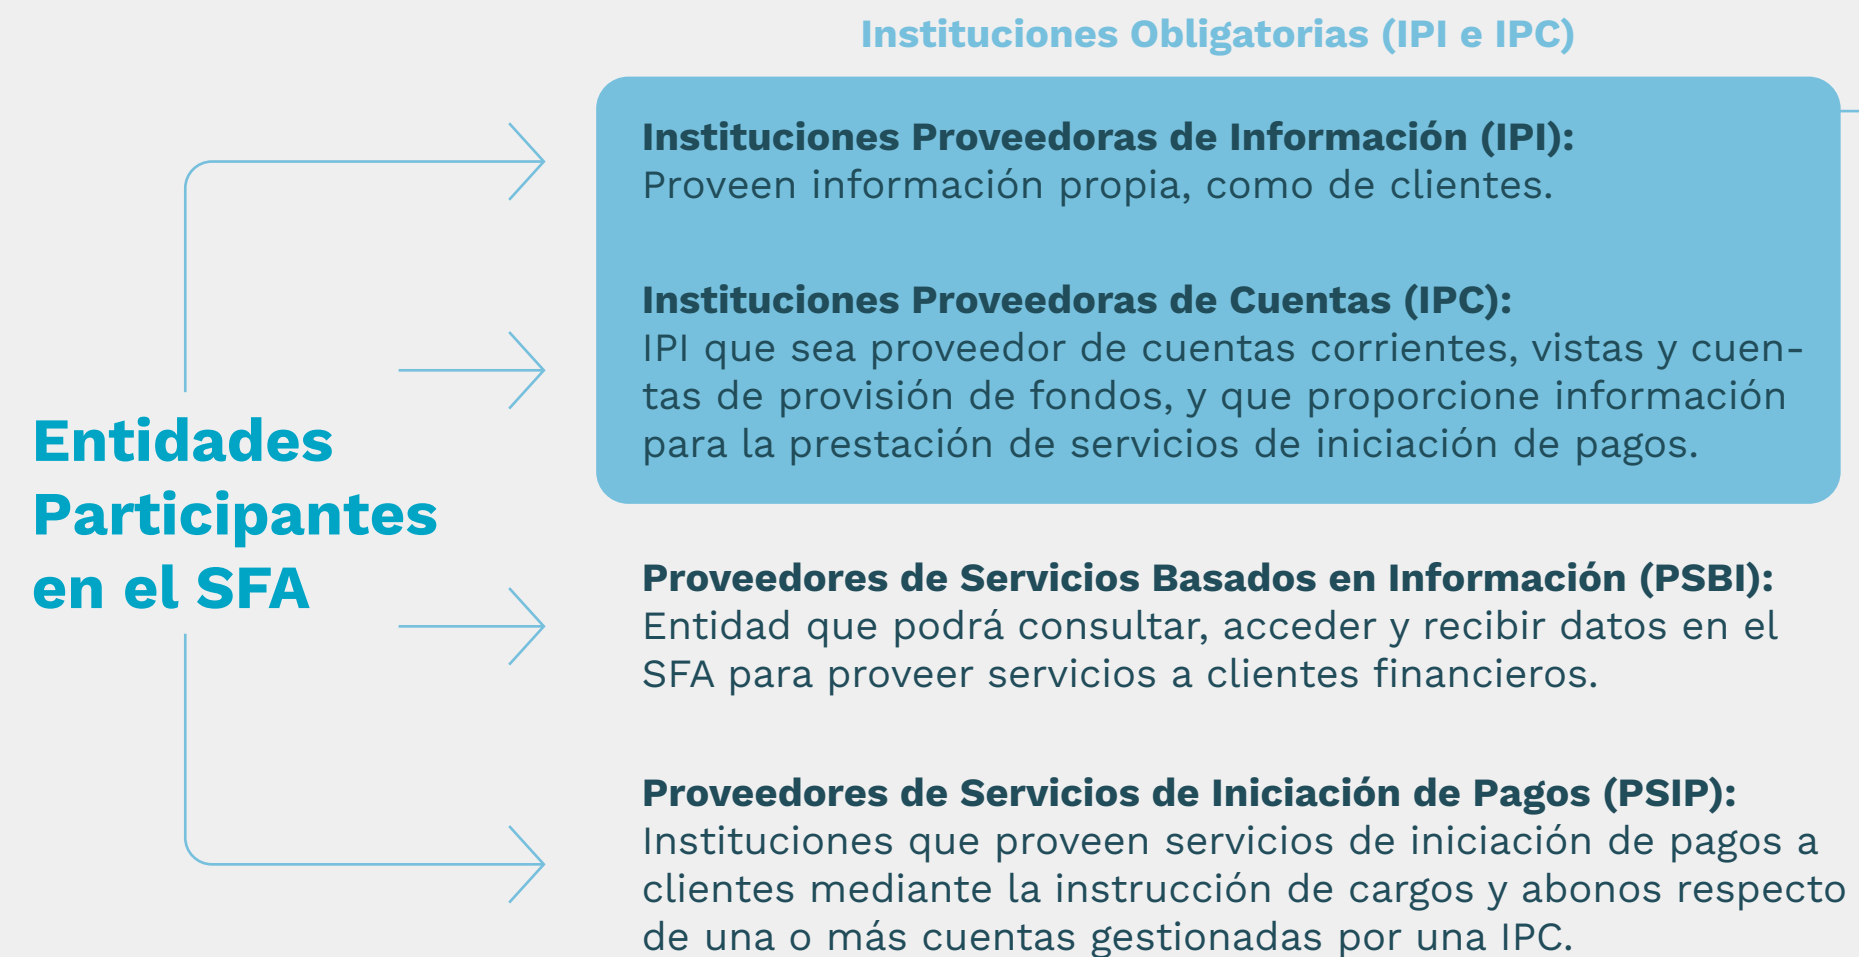 Instituciones Obligatorias (IPI e IPC)
Instituciones Proveedoras de Información (IPI):
Proveen información propia, como de clientes.
Instituciones Proveedoras de Cuentas (IPC):
IPI que sea proveedor de cuentas corrientes, vistas y cuen-
tas de provisión de fondos, y que proporcione información
para la prestación de servicios de iniciación de pagos.
Entidades
Participantes
en el SFA
Proveedores de Servicios Basados en Información (PSBI):
Entidad que podrá consultar, acceder y recibir datos en el
SFA para proveer servicios a clientes financieros.
Proveedores de Servicios de Iniciación de Pagos (PSIP):
Instituciones que proveen servicios de iniciación de pagos a
clientes mediante la instrucción de cargos y abonos respecto
de una o más cuentas gestionadas por una IPC.